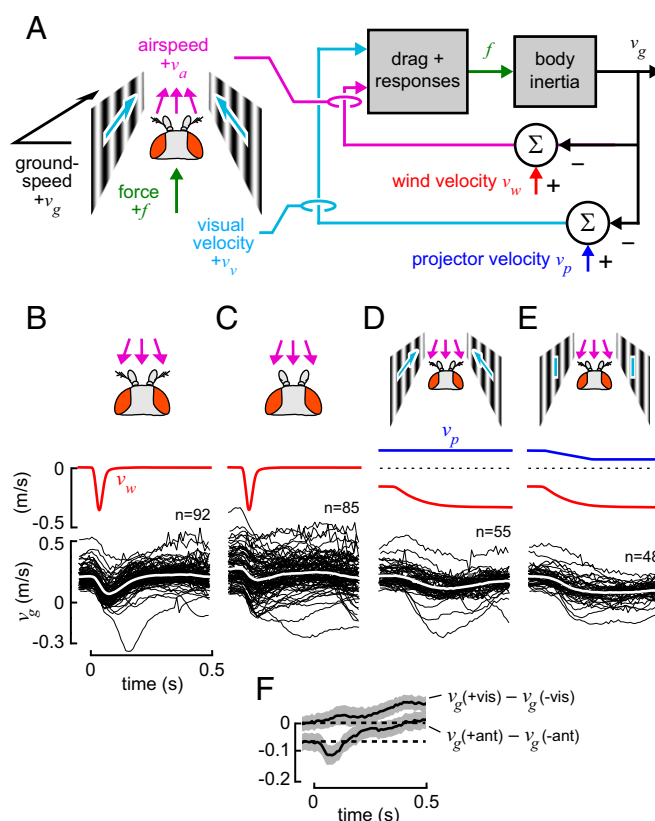 A
airspeed
+v_a
ground-
speed
+v_g
force
+f
visual
velocity
+v_v
drag +
responses
f
body
inertia
v_g
Σ
−
wind velocity v_w
+
Σ
−
projector velocity v_p
+
B
C
D
E
v_p
0
(m/s)
-0.5
v_w
n=92
n=85
n=55
n=48
0.5
v_g (m/s)
0
-0.3
0
0.5
time (s)
F
v_g(+vis) − v_g(-vis)
0
v_g(+ant) − v_g(-ant)
-0.1
-0.2
0
0.5
time (s)